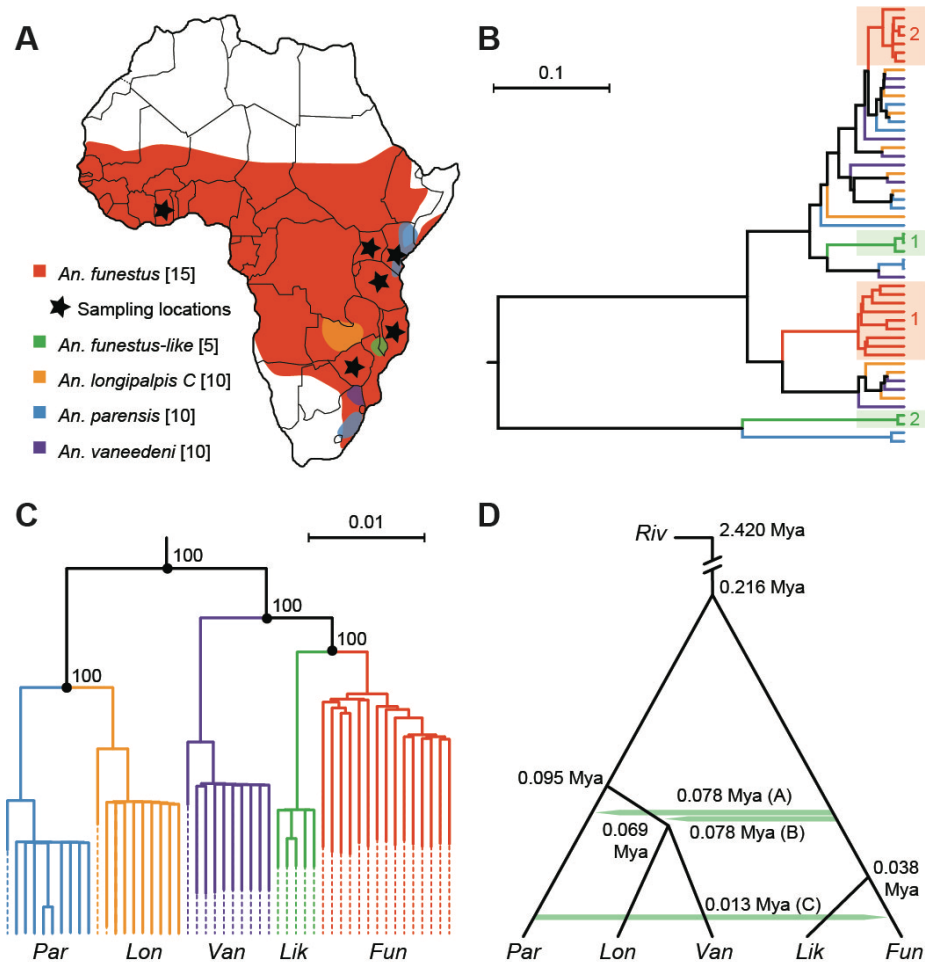 A
An. funestus [15]
Sampling locations
An. funestus-like [5]
An. longipalpis C [10]
An. parensis [10]
An. vaneedeni [10]
B
0.1
2
1
1
2
C
0.01
100
100
100
100
Par
Lon
Van
Lik
Fun
D
Riv
2.420 Mya
0.216 Mya
0.095 Mya
0.078 Mya (A)
0.078 Mya (B)
0.069
Mya
0.038
Mya
0.013 Mya (C)
Par
Lon
Van
Lik
Fun